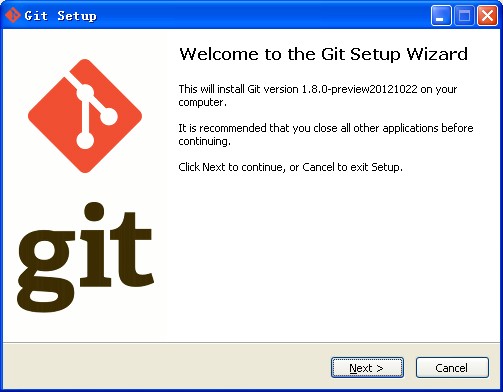 Git Setup
Welcome to the Git Setup Wizard
This will install Git version 1.8.0-preview20121022 on your
computer.
It is recommended that you close all other applications before
continuing.
Click Next to continue, or Cancel to exit Setup.
git
Next >
Cancel